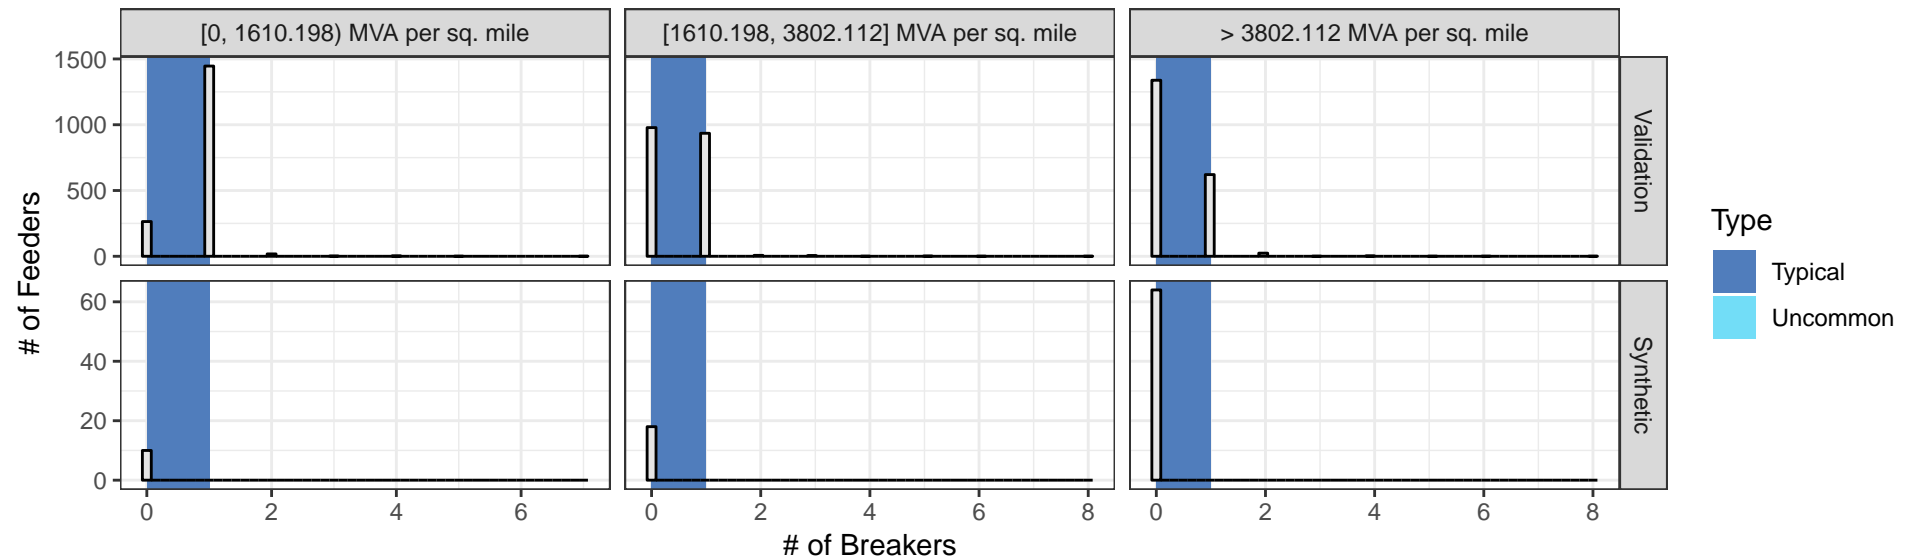 [0, 1610.198) MVA per sq. mile
[1610.198, 3802.112] MVA per sq. mile
> 3802.112 MVA per sq. mile
# of Feeders
1500
1000
500
0
Validation
60
40
20
0
Synthetic
0 2 4 6
0 2 4 6 8
0 2 4 6 8
# of Breakers
Type
Typical
Uncommon